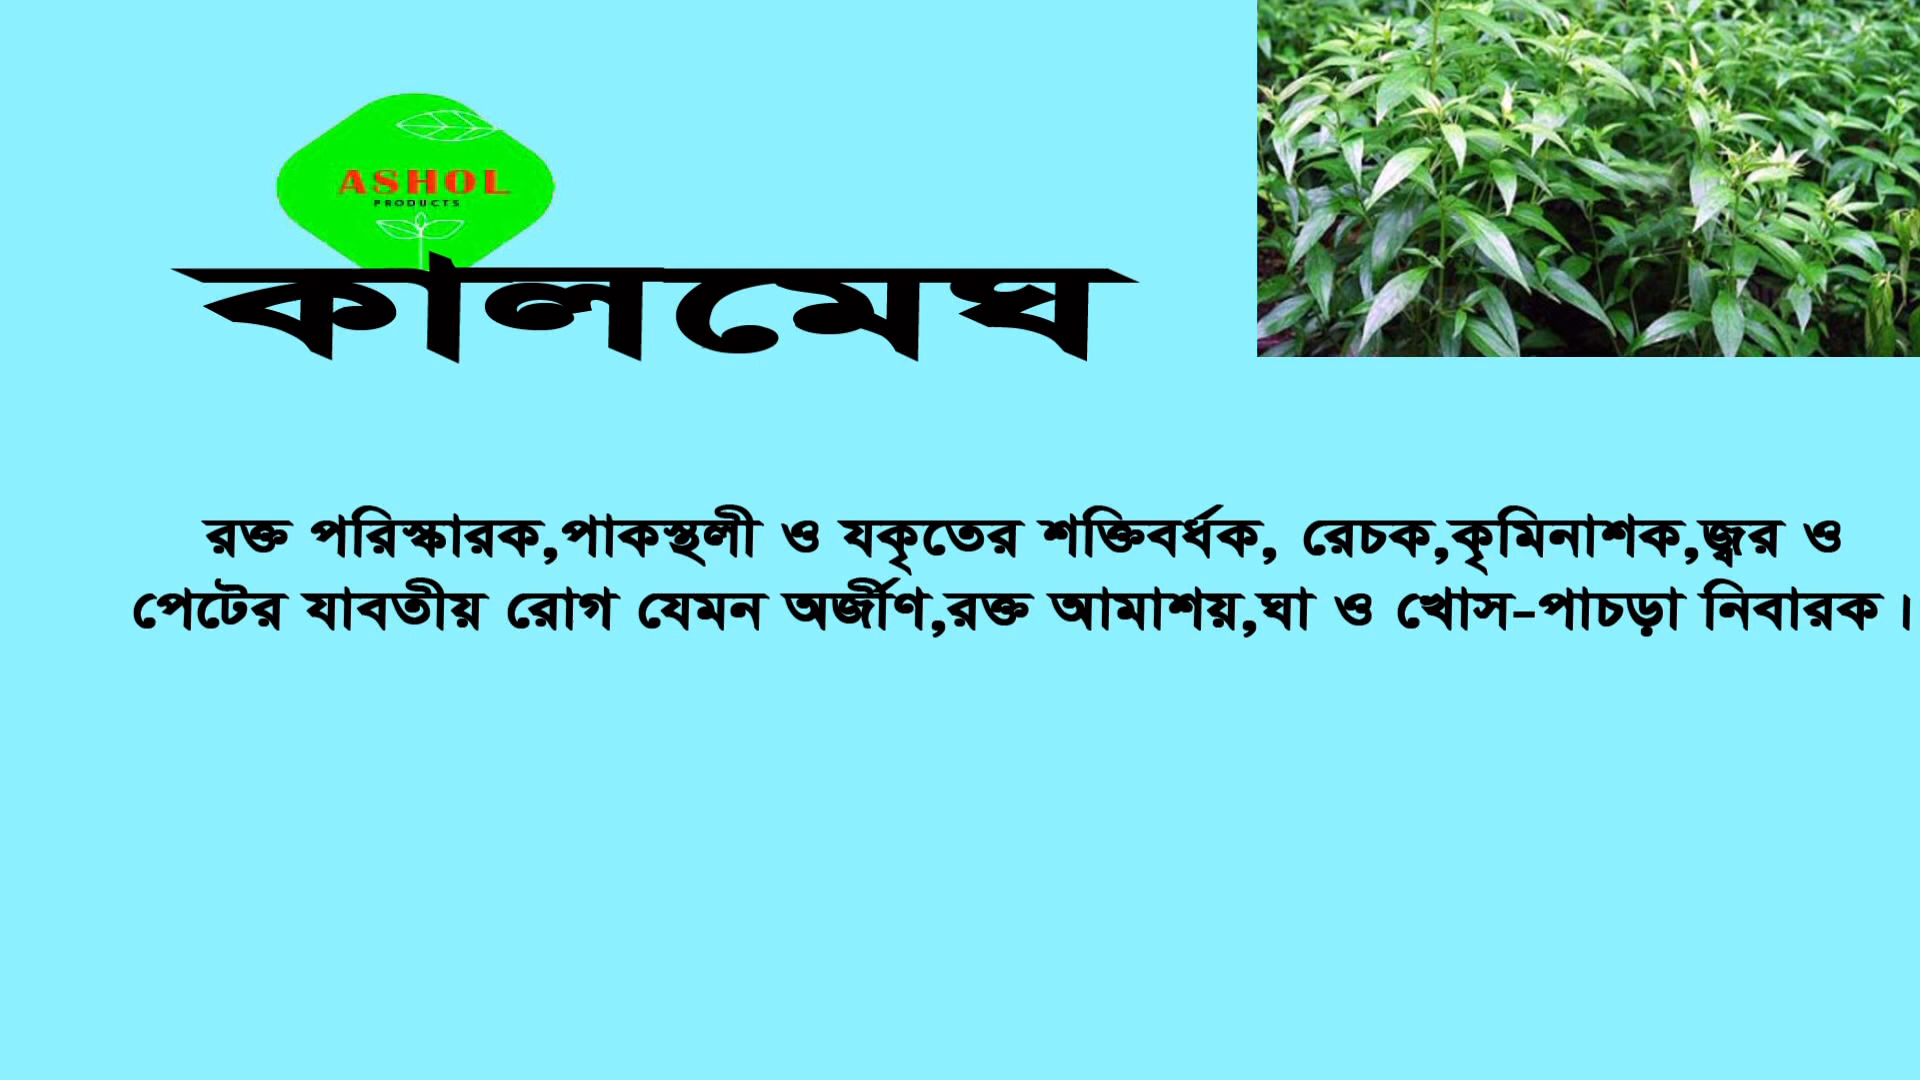 ASHOL
PRODUCTS
কালমেঘ
রক্ত পরিস্কারক,পাকস্থলী ও যকৃতের শক্তিবর্ধক, রেচক,কৃমিনাশক,জ্বর ও
পেটের যাবতীয় রোগ যেমন অর্জীণ,রক্ত আমাশয়,ঘা ও খোস-পাচড়া নিবারক।